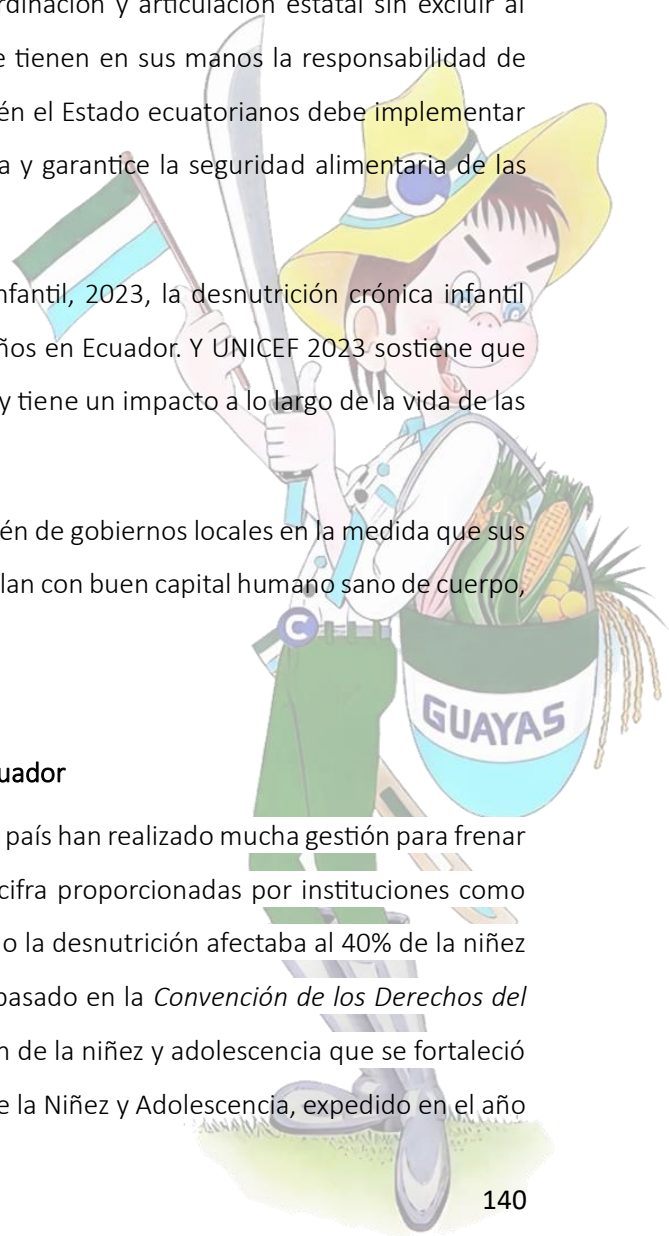 rdinación y articulación estatal sin excluir al
e tienen en sus manos la responsabilidad de
én el Estado ecuatorianos debe implementar
a y garantice la seguridad alimentaria de las
nfantil, 2023, la desnutrición crónica infantil
ños en Ecuador. Y UNICEF 2023 sostiene que
y tiene un impacto a lo largo de la vida de las
én de gobiernos locales en la medida que sus
lan con buen capital humano sano de cuerpo,
C
GUAYAS
uador
país han realizado mucha gestión para frenar
cifra proporcionadas por instituciones como
o la desnutrición afectaba al 40% de la niñez
basado en la Convención de los Derechos del
n de la niñez y adolescencia que se fortaleció
e la Niñez y Adolescencia, expedido en el año
140